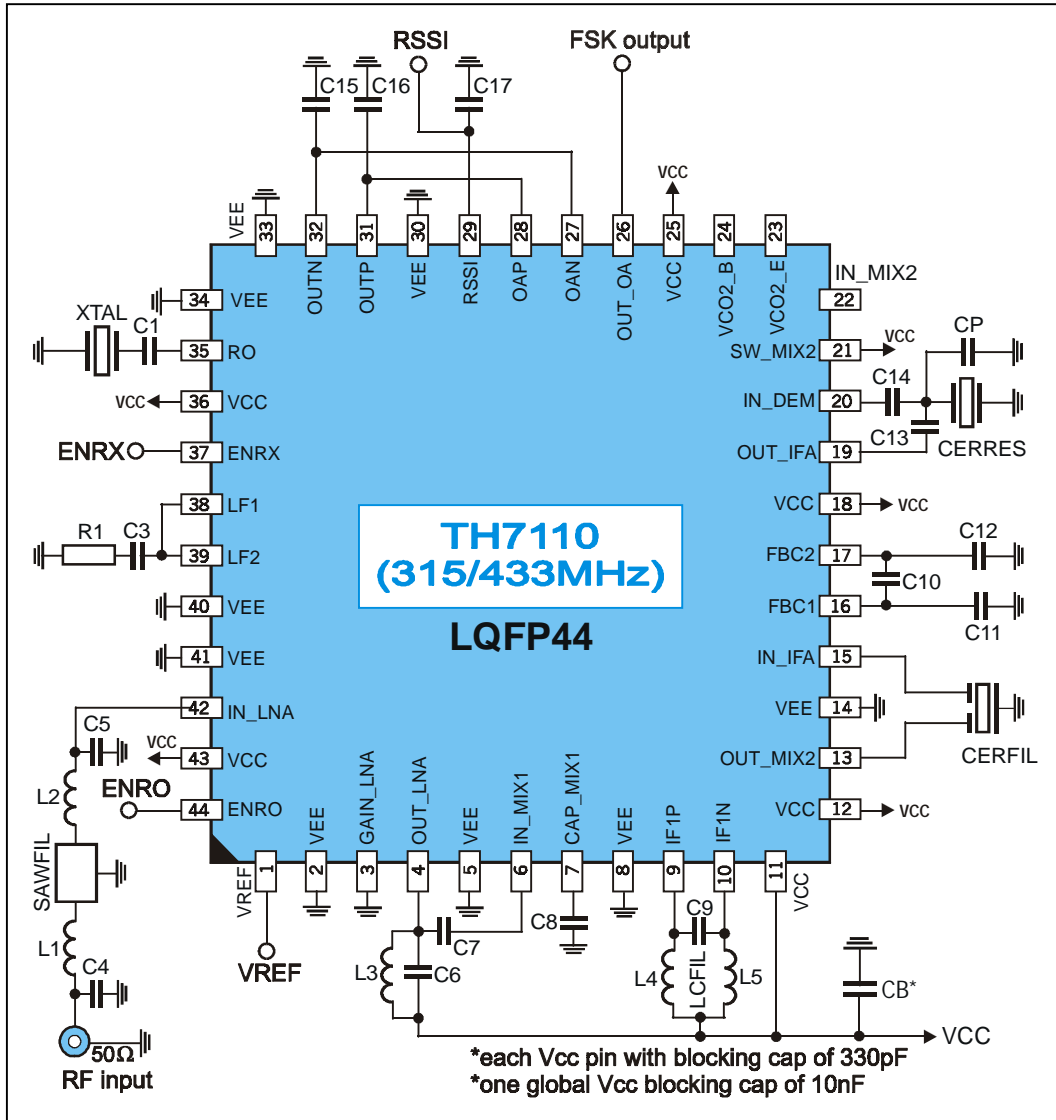 RSSI
FSK output
C15
C16
C17
VCC
VEE
33
32
31
30
29
28
27
26
25
24
23
OUTN
OUTP
VEE
RSSI
OAP
OAN
OUT_OA
VCC
VCO2_B
VCO2_E
IN_MIX2
22
34
VEE
XTAL
C1
35
RO
VCC
36
VCC
ENRX
37
ENRX
38
LF1
R1
C3
39
LF2
40
VEE
41
VEE
42
IN_LNA
C5
VCC
43
VCC
ENRO
44
ENRO
L2
SAWFIL
L1
C4
50Ω
RF input
TH7110
(315/433MHz)
LQFP44
SW_MIX2
21
VCC
CP
IN_DEM
20
C14
C13
CERRES
OUT_IFA
19
VCC
18
VCC
FBC2
17
C12
C10
FBC1
16
C11
IN_IFA
15
VEE
14
OUT_MIX2
13
CERFIL
VCC
12
VCC
VEE
GAIN_LNA
OUT_LNA
VEE
IN_MIX1
CAP_MIX1
VEE
IF1P
IF1N
1
2
3
4
5
6
7
8
9
10
11
VREF
VCC
VREF
C7
C8
C9
L3
C6
L4
LCFIL
L5
CB*
VCC
*each Vcc pin with blocking cap of 330pF
*one global Vcc blocking cap of 10nF